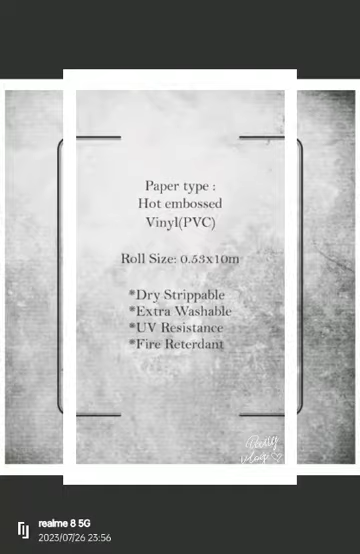 Paper type :
Hot embossed
Vinyl(PVC)
Roll Size: 0.53x10m
*Dry Strippable
*Extra Washable
*UV Resistance
*Fire Reterdant
realme 8 5G
2023/07/26 23:56